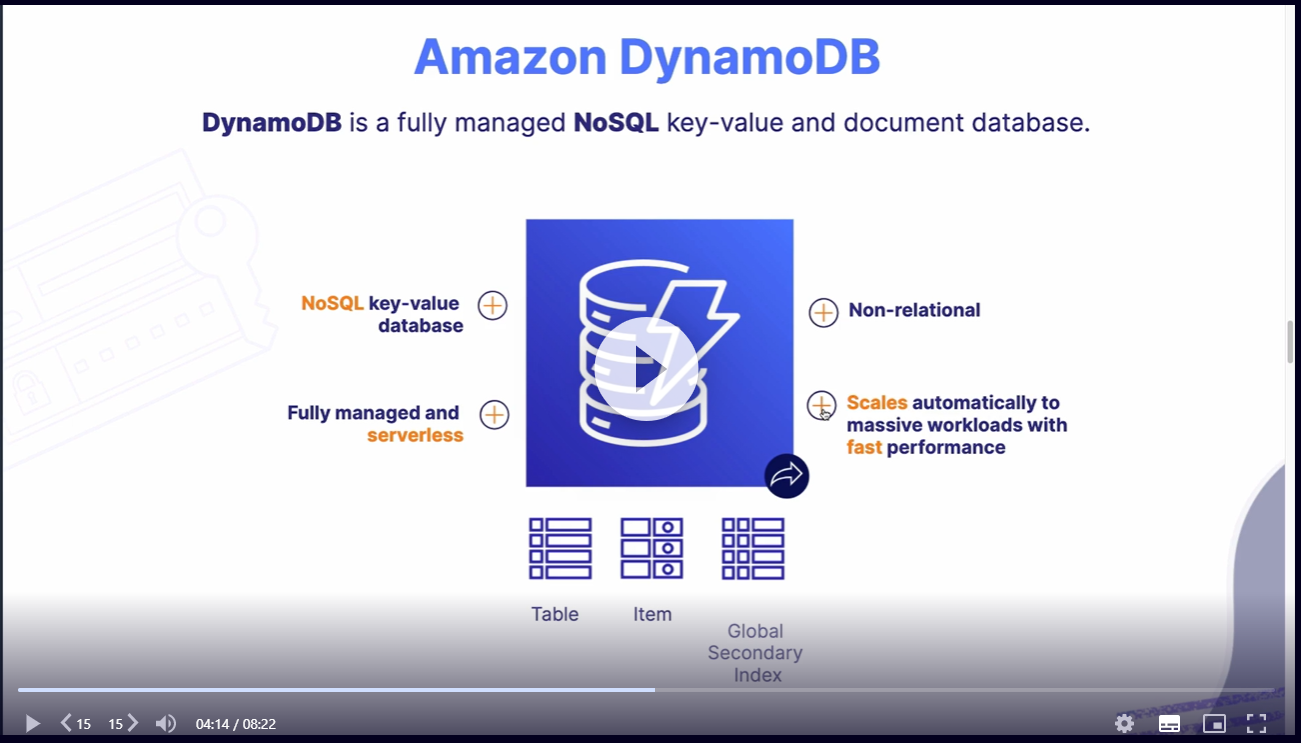 Amazon DynamoDB
DynamoDB is a fully managed NoSQL key-value and document database.
NoSQL key-value
database
Non-relational
Fully managed and
serverless
Scales automatically to
massive workloads with
fast performance
Table
Item
Global
Secondary
Index
15
15
04:14 / 08:22